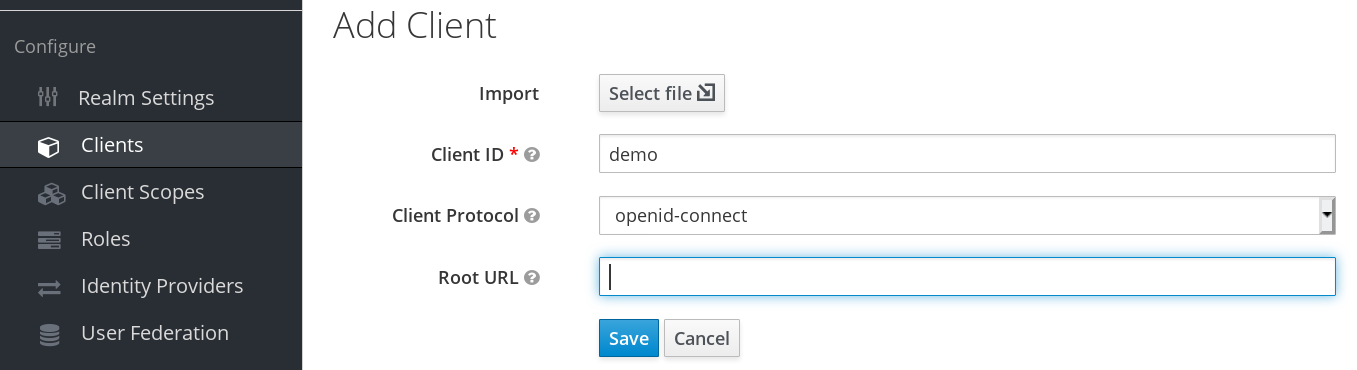 Configure
Realm Settings
Clients
Client Scopes
Roles
Identity Providers
User Federation
Add Client
Import Select file
Client ID * demo
Client Protocol openid-connect
Root URL
Save Cancel